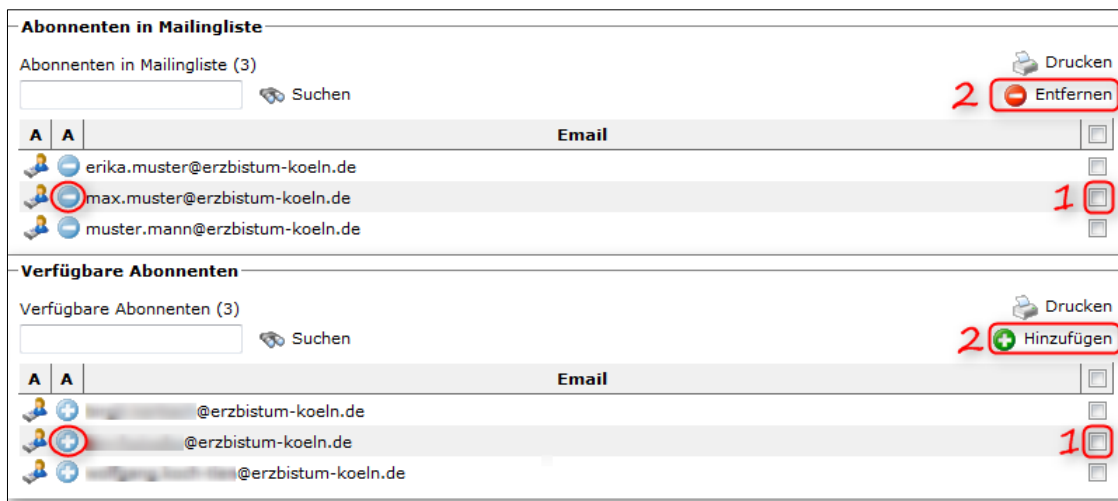 Abonnenten in Mailingliste
Abonnenten in Mailingliste (3)
Drucken
Suchen
2 Entfernen
A A Email
erika.muster@erzbistum-koeln.de
max.muster@erzbistum-koeln.de 1
muster.mann@erzbistum-koeln.de
Verfügbare Abonnenten
Verfügbare Abonnenten (3)
Drucken
Suchen
2 Hinzufügen
A A Email
@erzbistum-koeln.de
@erzbistum-koeln.de 1
@erzbistum-koeln.de